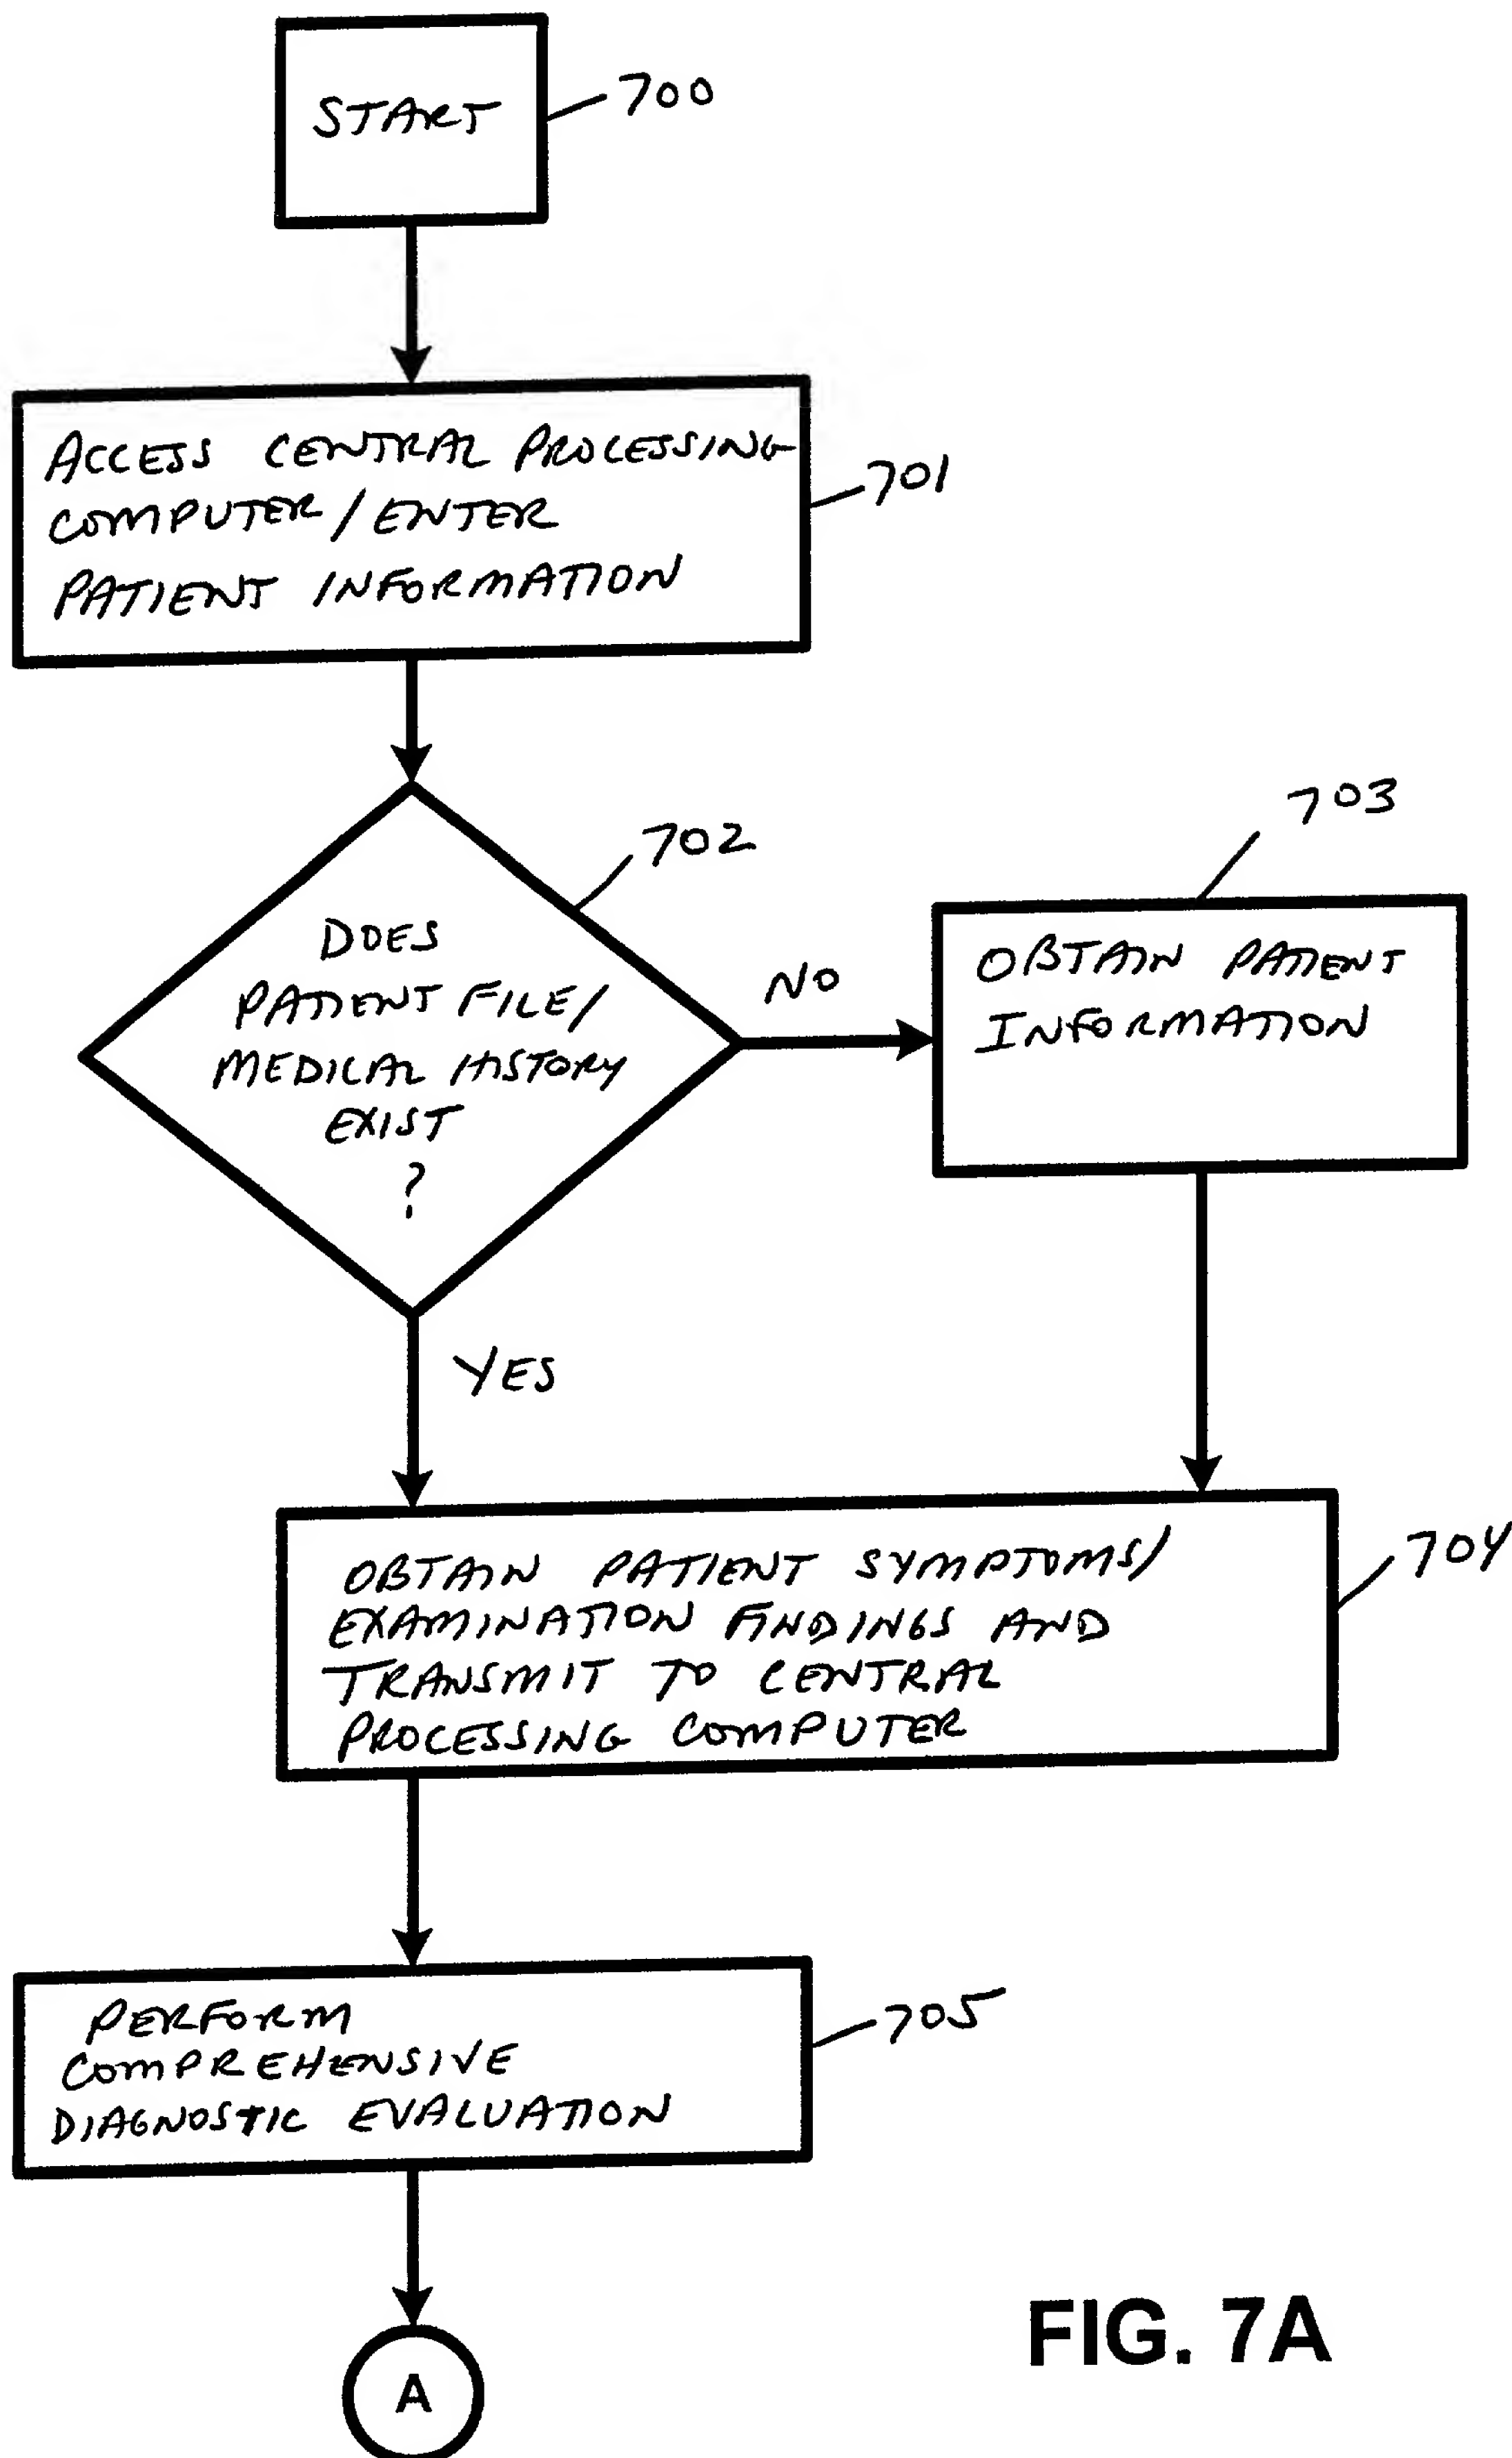 START
700
ACCESS CENTRAL PROCESSING
COMPUTER/ENTER
PATIENT INFORMATION
701
DOES
PATIENT FILE/
MEDICAL HISTORY
EXIST
?
702
NO
703
OBTAIN PATIENT
INFORMATION
YES
OBTAIN PATIENT SYMPTOMS/
EXAMINATION FINDINGS AND
TRANSMIT TO CENTRAL
PROCESSING COMPUTER
704
PERFORM
COMPREHENSIVE
DIAGNOSTIC EVALUATION
705
A
FIG. 7A